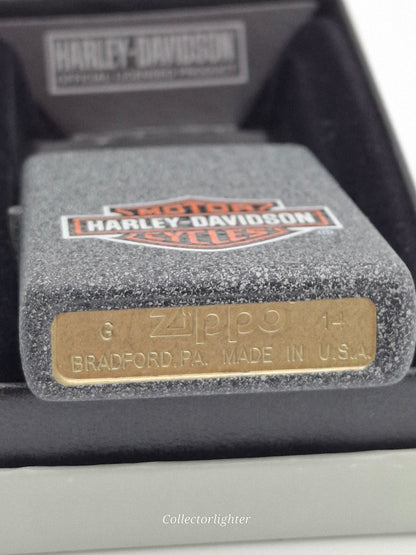 HARLEY-DAVIDSON
OFFICIAL LICENSED PRODUCT
MOTOR
HARLEY-DAVIDSON
CYCLES
G Zippo 14
BRADFORD, PA. MADE IN U.S.A.
Collectorlighter